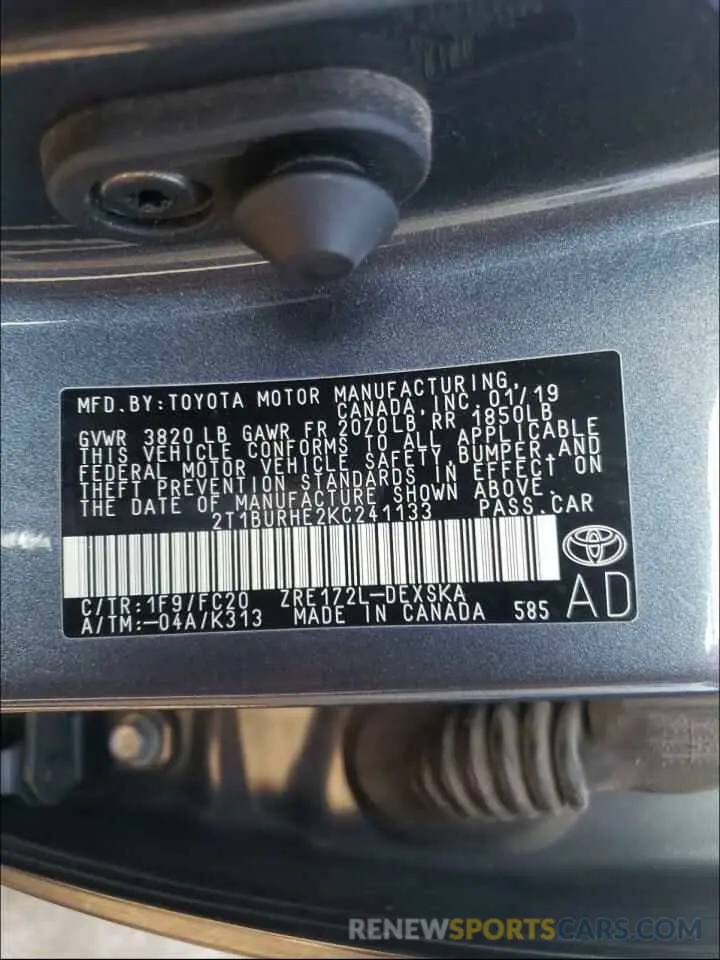 MFD.BY:TOYOTA MOTOR MANUFACTURING,
CANADA, INC. 01/19
GVWR 3820 LB GAWR FR 2070LB, RR 1850LB
THIS VEHICLE CONFORMS TO ALL APPLICABLE
FEDERAL MOTOR VEHICLE SAFETY, BUMPER, AND
THEFT PREVENTION STANDARDS IN EFFECT ON
THE DATE OF MANUFACTURE SHOWN ABOVE.
2T1BURHE2KC241133 PASS.CAR
C/TR:1F9/FC20 ZRE172L-DEXSKA
A/TM:-04A/K313 MADE IN CANADA 585 AD
RENEWSPORTSCARS.COM